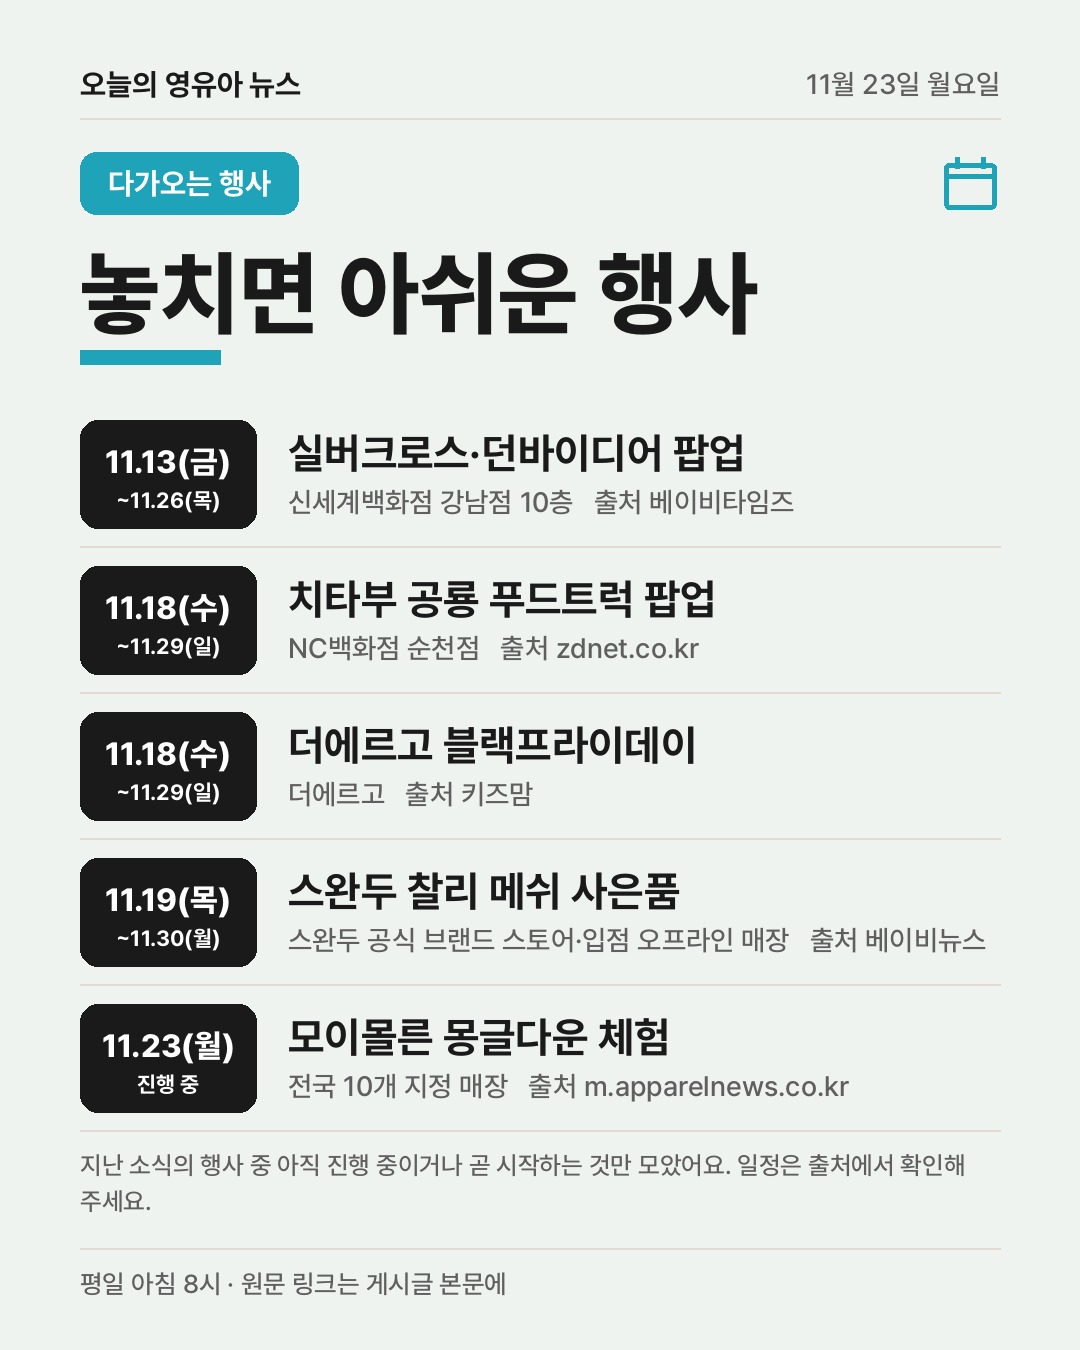 오늘의 영유아 뉴스
11월 23일 월요일
다가오는 행사
놓치면 아쉬운 행사
11.13(금)
~11.26(목)
실버크로스·던바이디어 팝업
신세계백화점 강남점 10층 출처 베이비타임즈
11.18(수)
~11.29(일)
치타부 공룡 푸드트럭 팝업
NC백화점 순천점 출처 zdnet.co.kr
11.18(수)
~11.29(일)
더에르고 블랙프라이데이
더에르고 출처 키즈맘
11.19(목)
~11.30(월)
스완두 찰리 메쉬 사은품
스완두 공식 브랜드 스토어·입점 오프라인 매장 출처 베이비뉴스
11.23(월)
진행 중
모이몰른 몽글다운 체험
전국 10개 지정 매장 출처 m.apparelnews.co.kr
지난 소식의 행사 중 아직 진행 중이거나 곧 시작하는 것만 모았어요. 일정은 출처에서 확인해
주세요.
평일 아침 8시 · 원문 링크는 게시글 본문에